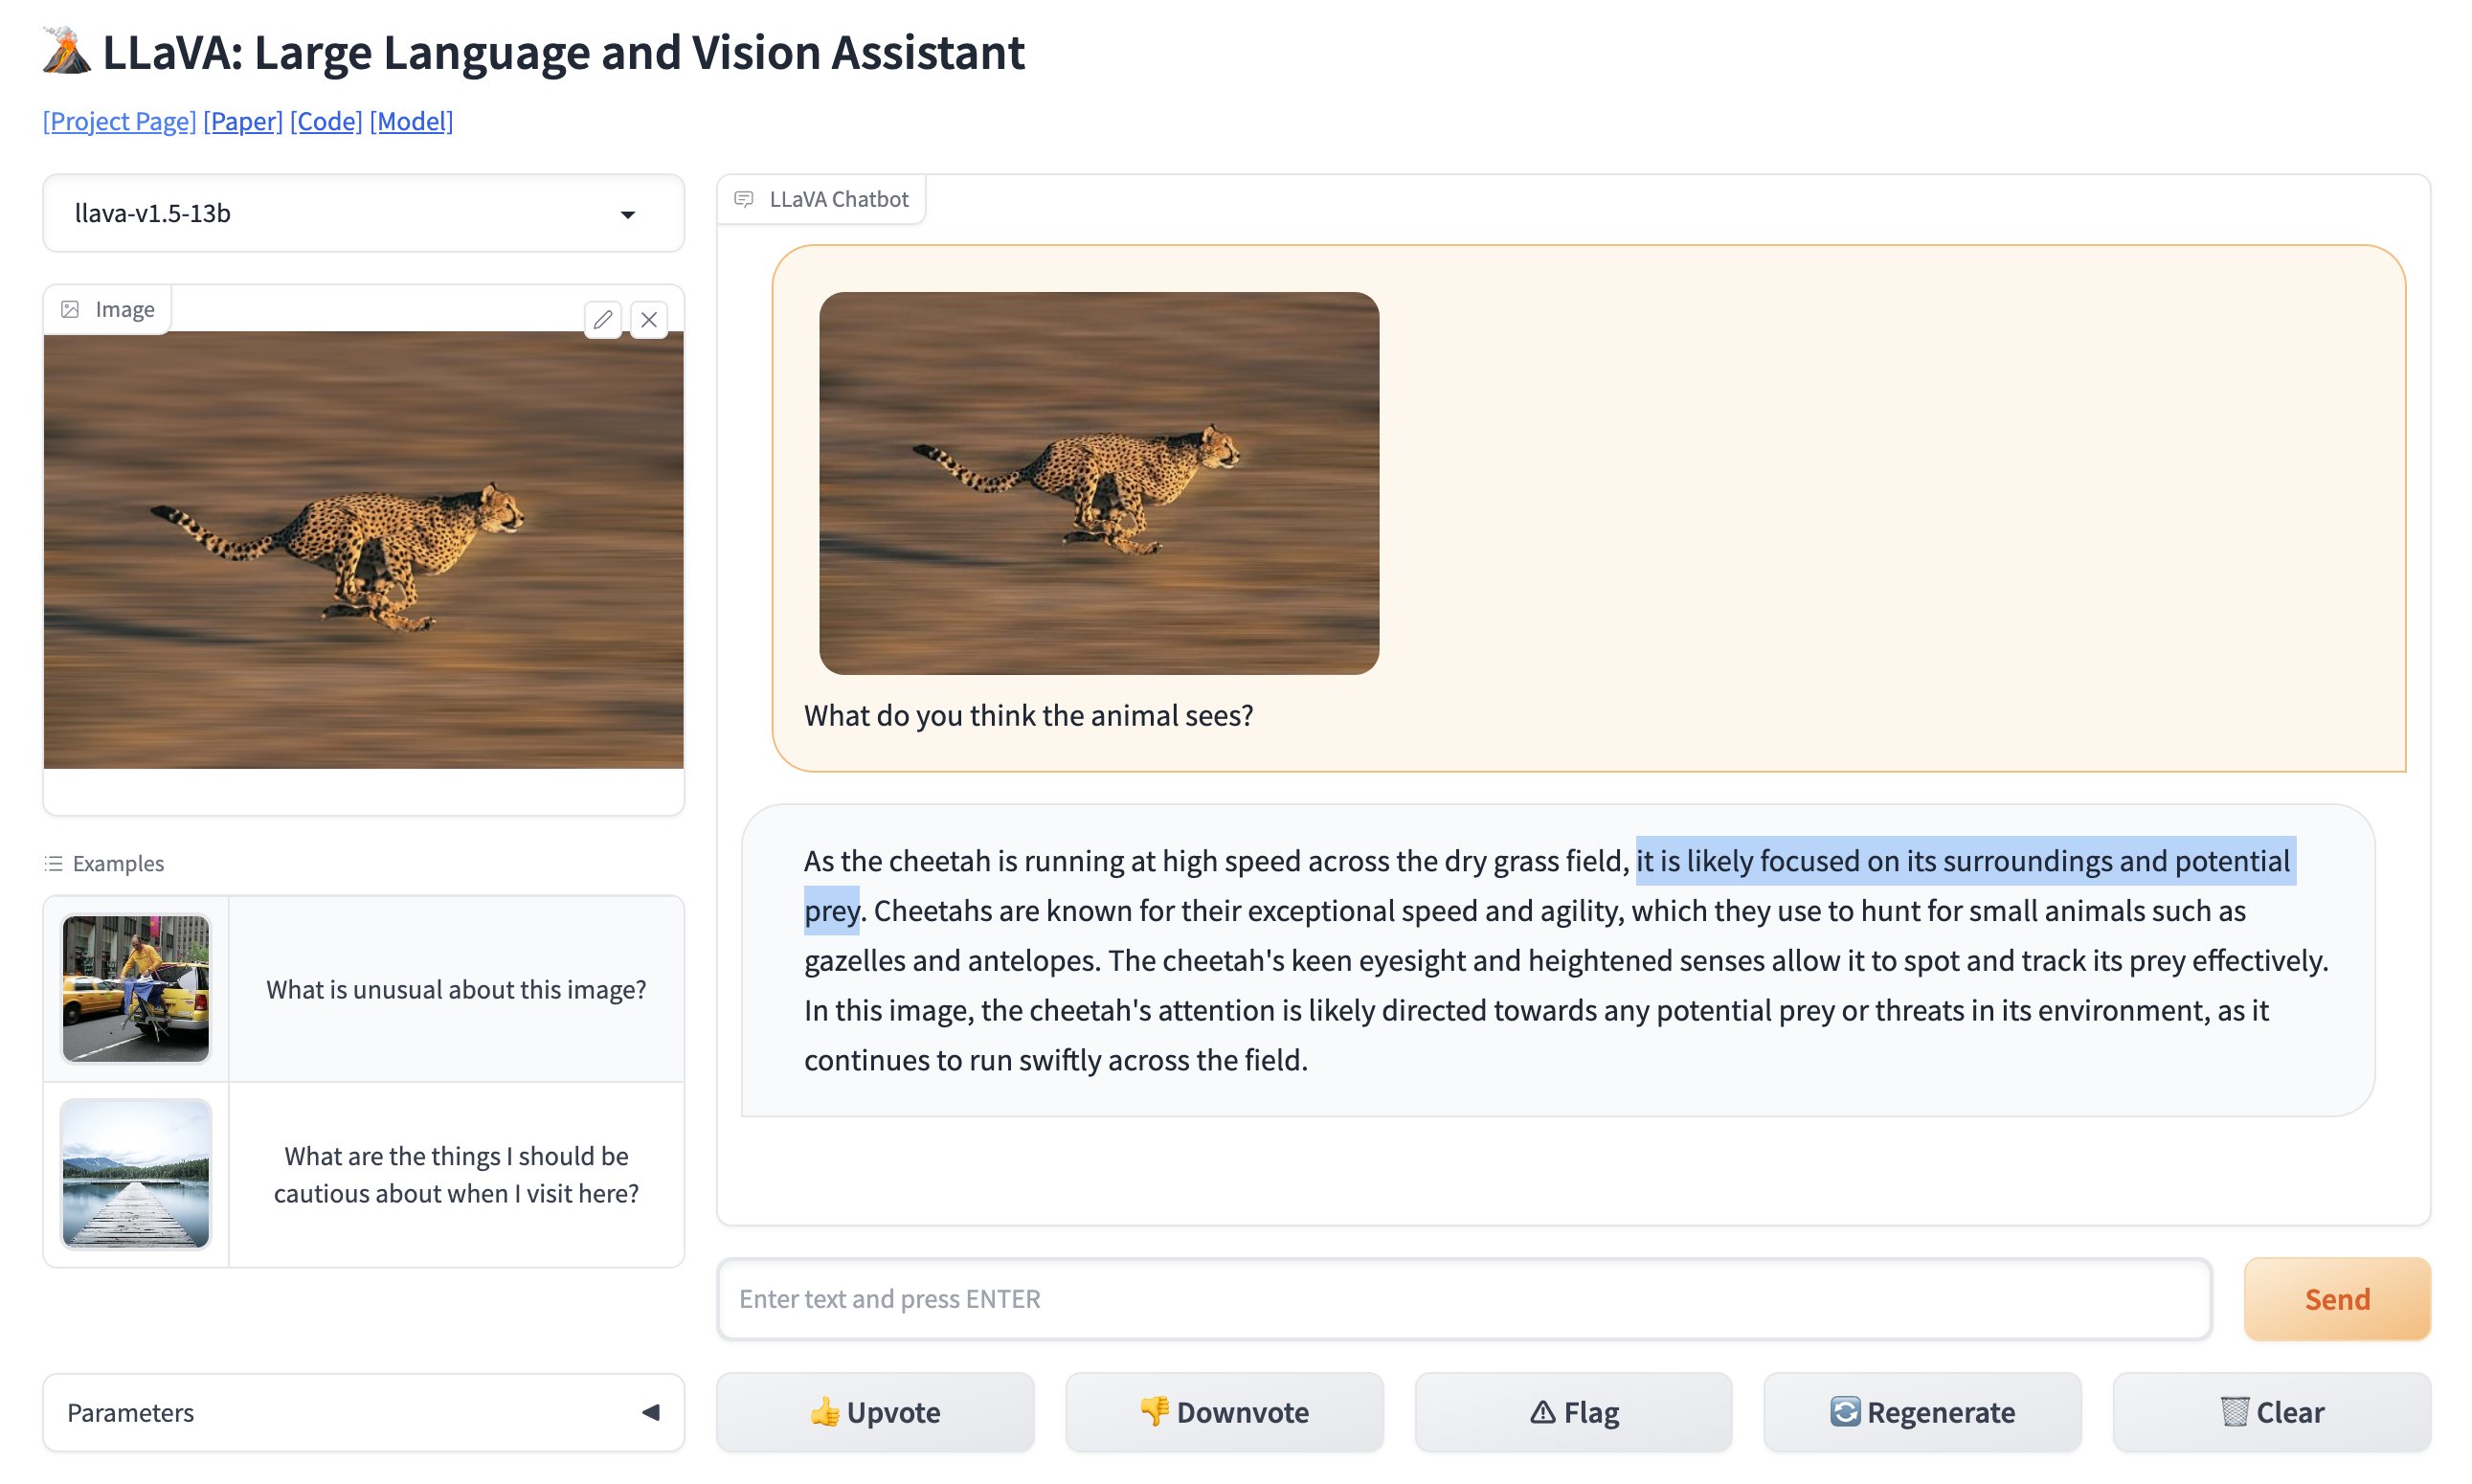 LLaVA: Large Language and Vision Assistant
[Project Page] [Paper] [Code] [Model]
llava-v1.5-13b
Image
Examples
What is unusual about this image?
What are the things I should be
cautious about when I visit here?
Parameters
LLaVA Chatbot
What do you think the animal sees?
As the cheetah is running at high speed across the dry grass field, it is likely focused on its surroundings and potential
prey. Cheetahs are known for their exceptional speed and agility, which they use to hunt for small animals such as
gazelles and antelopes. The cheetah's keen eyesight and heightened senses allow it to spot and track its prey effectively.
In this image, the cheetah's attention is likely directed towards any potential prey or threats in its environment, as it
continues to run swiftly across the field.
Enter text and press ENTER
Send
Upvote
Downvote
Flag
Regenerate
Clear